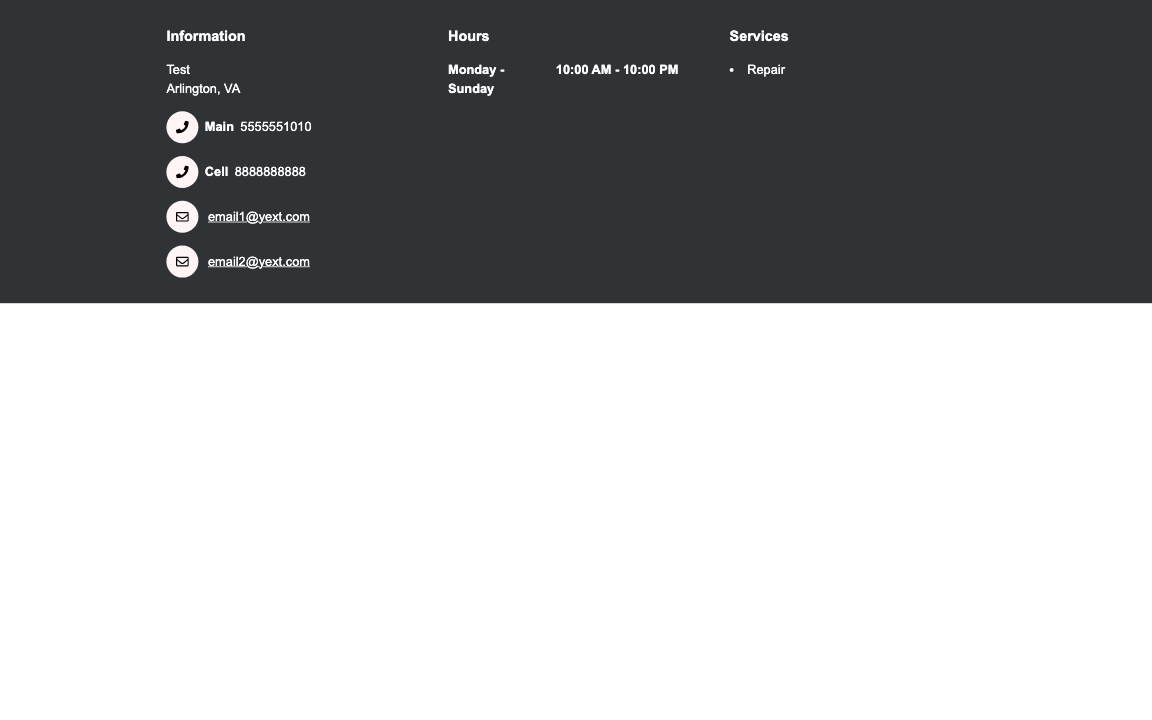 Information
Test
Arlington, VA
Main 5555551010
Cell 8888888888
email1@yext.com
email2@yext.com
Hours
Monday - 10:00 AM - 10:00 PM
Sunday
Services
• Repair